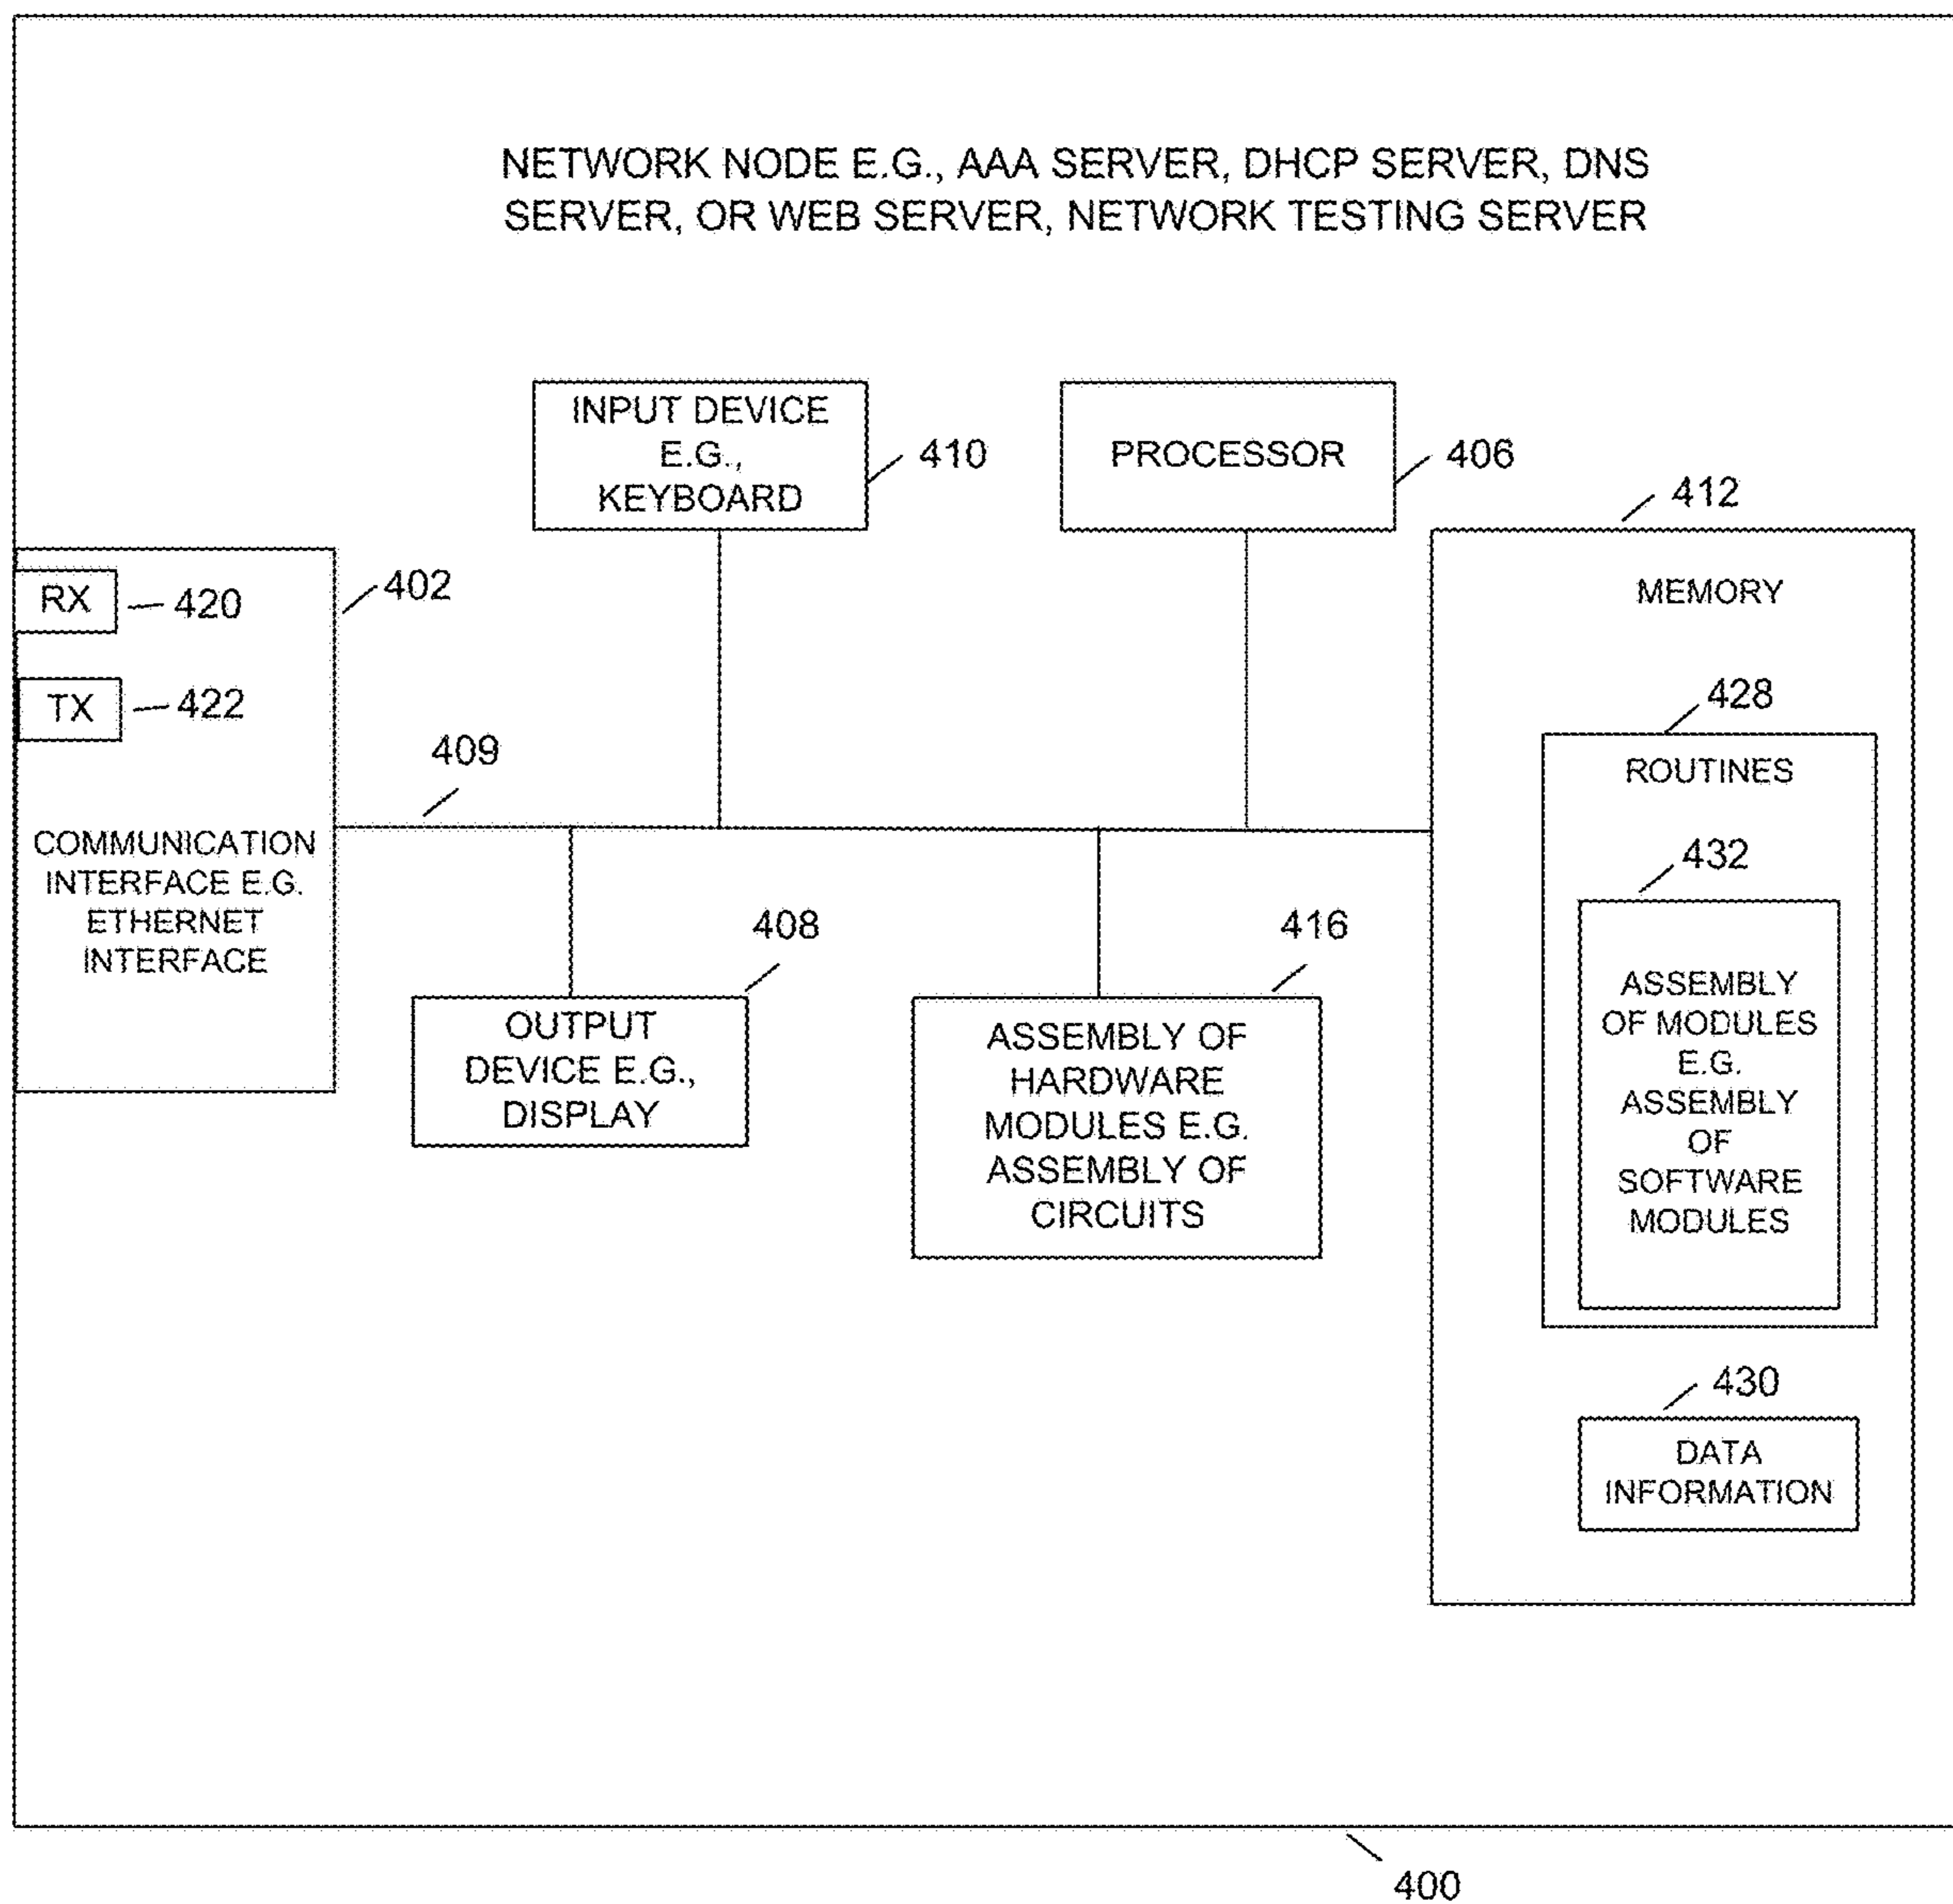 NETWORK NODE E.G., AAA SERVER, DHCP SERVER, DNS
SERVER, OR WEB SERVER, NETWORK TESTING SERVER
INPUT DEVICE
E.G.,
KEYBOARD
410
PROCESSOR
406
412
MEMORY
RX
420
402
TX
422
428
ROUTINES
409
COMMUNICATION
INTERFACE E.G.
ETHERNET
INTERFACE
432
ASSEMBLY
OF MODULES
E.G.
ASSEMBLY
OF
SOFTWARE
MODULES
408
OUTPUT
DEVICE E.G.,
DISPLAY
416
ASSEMBLY OF
HARDWARE
MODULES E.G.
ASSEMBLY OF
CIRCUITS
430
DATA
INFORMATION
400